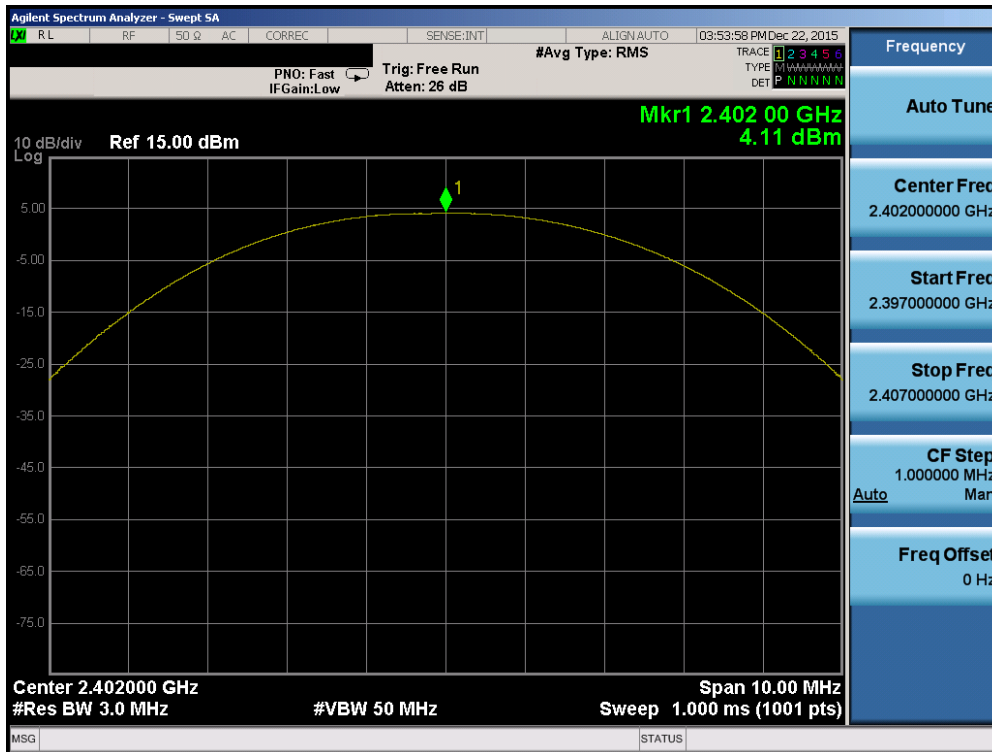 Agilent Spectrum Analyzer - Swept SA
LXI RL RF 50 Ω AC CORREC SENSE:INT ALIGN AUTO 03:53:58 PM Dec 22, 2015
#Avg Type: RMS TRACE 1 2 3 4 5 6
PNO: Fast Trig: Free Run TYPE M WWWWW
IFGain:Low Atten: 26 dB DET P N N N N N
Mkr1 2.402 00 GHz
4.11 dBm
10 dB/div Ref 15.00 dBm
Log
1
5.00
-5.00
-15.0
-25.0
-35.0
-45.0
-55.0
-65.0
-75.0
Center 2.402000 GHz Span 10.00 MHz
#Res BW 3.0 MHz #VBW 50 MHz Sweep 1.000 ms (1001 pts)
MSG STATUS
Frequency
Auto Tune
Center Freq
2.402000000 GHz
Start Freq
2.397000000 GHz
Stop Freq
2.407000000 GHz
CF Step
1.000000 MHz
Auto Man
Freq Offset
0 Hz